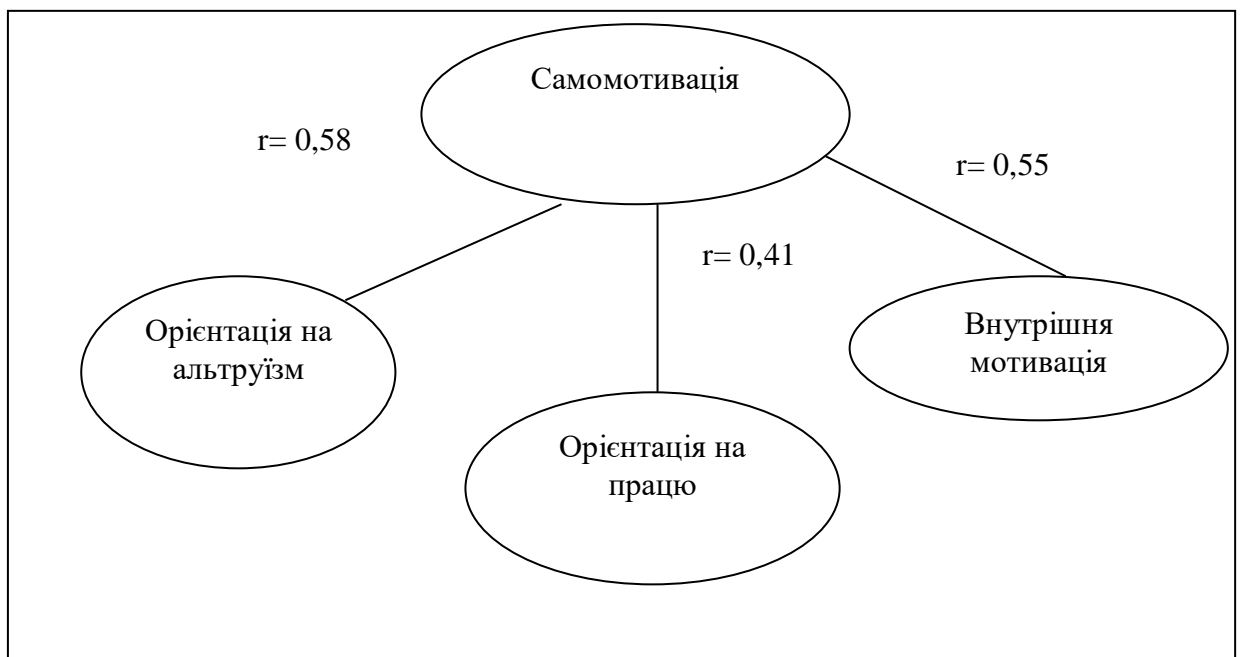 Самомотивація
r= 0,58
r= 0,55
r= 0,41
Орієнтація на
альтруїзм
Внутрішня
мотивація
Орієнтація на
працю